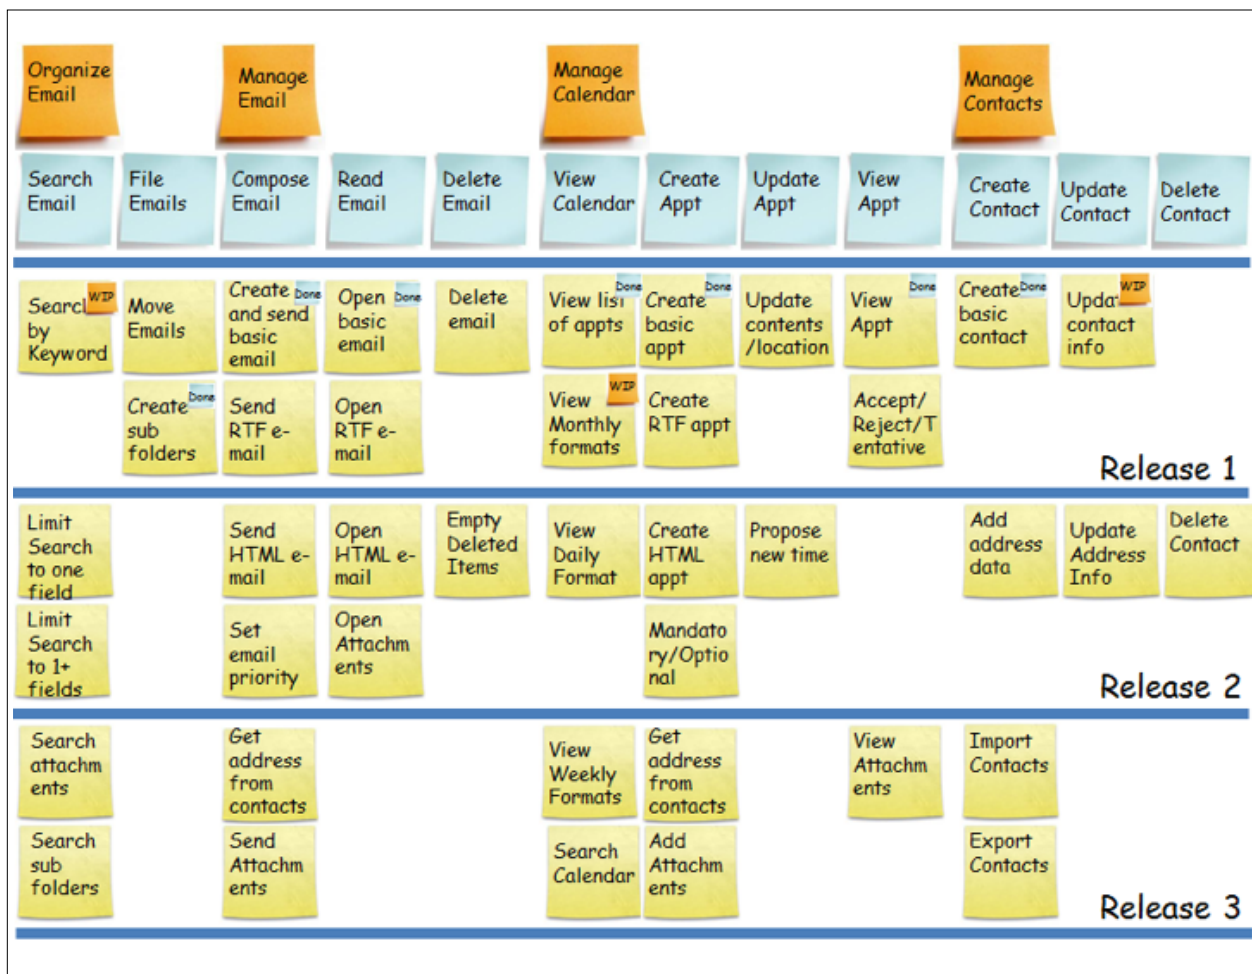 Organize
Email
Manage
Email
Manage
Calendar
Manage
Contacts
Search
Email
File
Emails
Compose
Email
Read
Email
Delete
Email
View
Calendar
Create
Appt
Update
Appt
View
Appt
Create
Contact
Update
Contact
Delete
Contact
WIP
by
Keyword
Move
Emails
Create
Done
and send
basic
email
Open
Done
basic
email
Delete
email
View list
Done
of appts
Create
Done
basic
appt
Update
contents
/location
View
Done
Appt
Create
Done
basic
contact
WIP
contact
info
Create
Done
sub
folders
Send
RTF e-
mail
Open
RTF e-
mail
View
WIP
Monthly
formats
Create
RTF appt
Accept/
Reject/T
entative
Release 1
Limit
Search
to one
field
Send
HTML e-
mail
Open
HTML e-
mail
Empty
Deleted
Items
View
Daily
Format
Create
HTML
appt
Propose
new time
Add
address
data
Update
Address
Info
Delete
Contact
Limit
Search
to 1+
fields
Set
email
priority
Open
Attachm
ents
Mandato
ry/Optio
nal
Release 2
Search
attachm
ents
Get
address
from
contacts
View
Weekly
Formats
Get
address
from
contacts
View
Attachm
ents
Import
Contacts
Search
sub
folders
Send
Attachm
ents
Search
Calendar
Add
Attachm
ents
Export
Contacts
Release 3